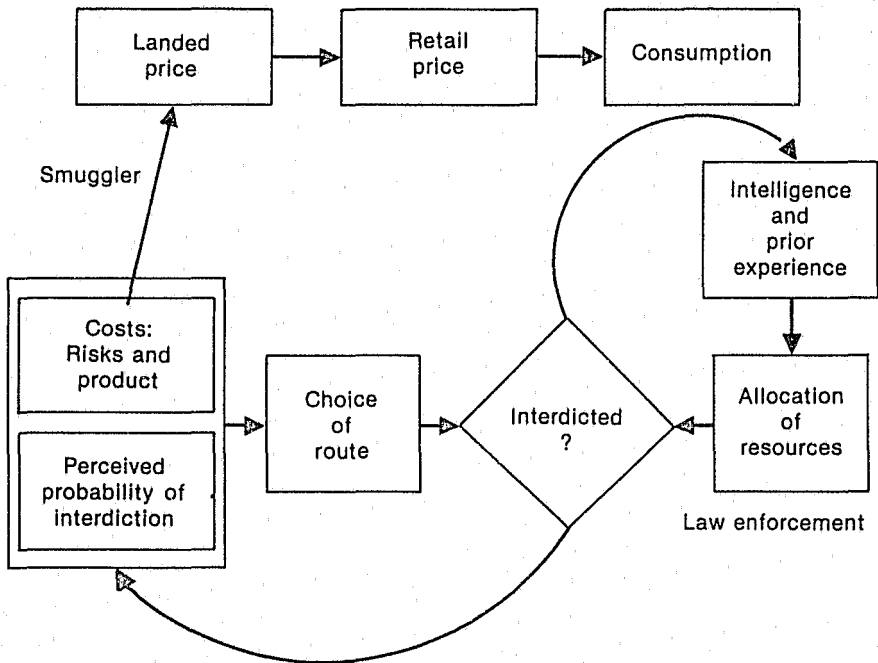 Landed
price
Retail
price
Consumption
Smuggler
Intelligence
and
prior
experience
Costs:
Risks and
product
Perceived
probability of
interdiction
Choice
of
route
Interdicted
?
Allocation
of
resources
Law enforcement